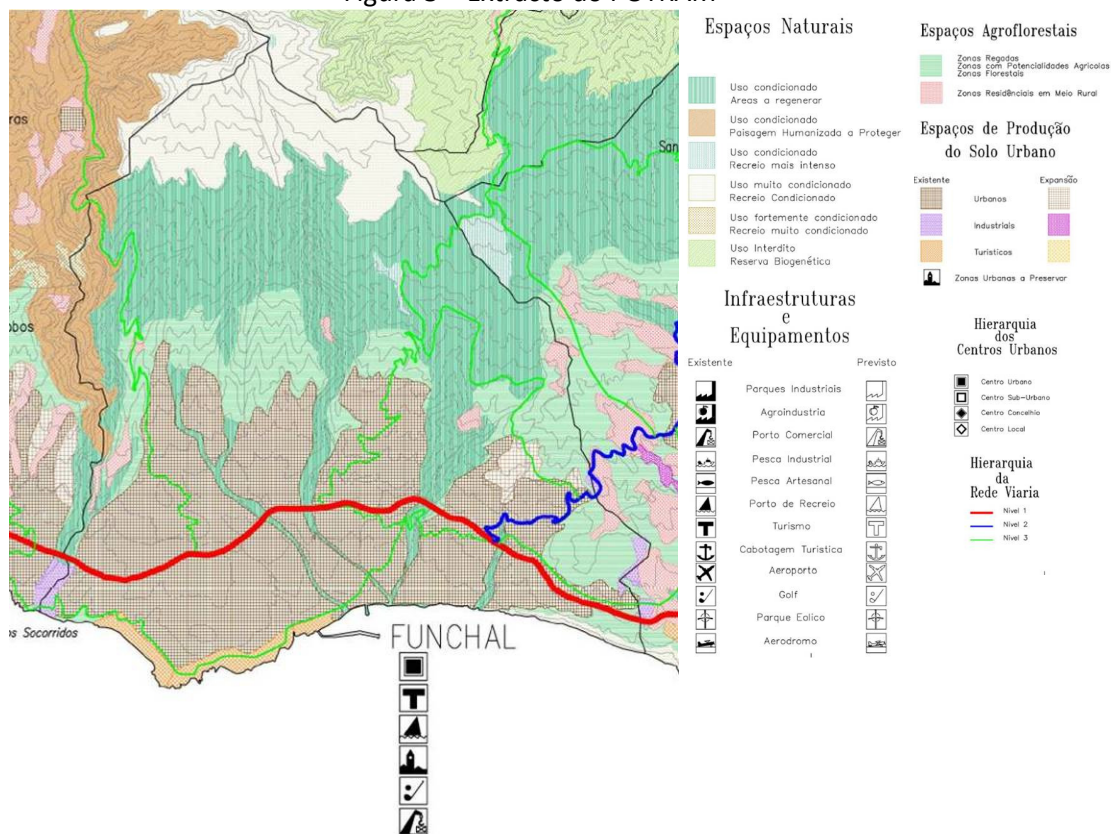 Espaços Naturais
Uso condicionado
Areas a regenerar
Uso condicionado
Paisagem Humanizada a Proteger
Uso condicionado
Recreio mais intenso
Uso muito condicionado
Recreio Condicionado
Uso fortemente condicionado
Recreio muito condicionado
Uso Interdito
Reserva Biogenética
Espaços Agroflorestais
Zonas Regadas
Zonas com Potencialidades Agricolas
Zonas Florestais
Zonas Residênciais em Meio Rural
Espaços de Produção
do Solo Urbano
Existente
Expansão
Urbanos
Industriais
Turisticos
Zonas Urbanas a Preservar
Infraestruturas
e
Equipamentos
Existente
Previsto
Parques Industriais
Agroindustria
Porto Comercial
Pesca Industrial
Pesca Artesanal
Porto de Recreio
Turismo
Cabotagem Turistica
Aeroporto
Golf
Parque Eolico
Aerodromo
Hierarquia
dos
Centros Urbanos
Centro Urbano
Centro Sub-Urbano
Centro Concelhio
Centro Local
Hierarquia
da
Rede Viaria
Nivel 1
Nivel 2
Nivel 3
Socorridos
FUNCHAL